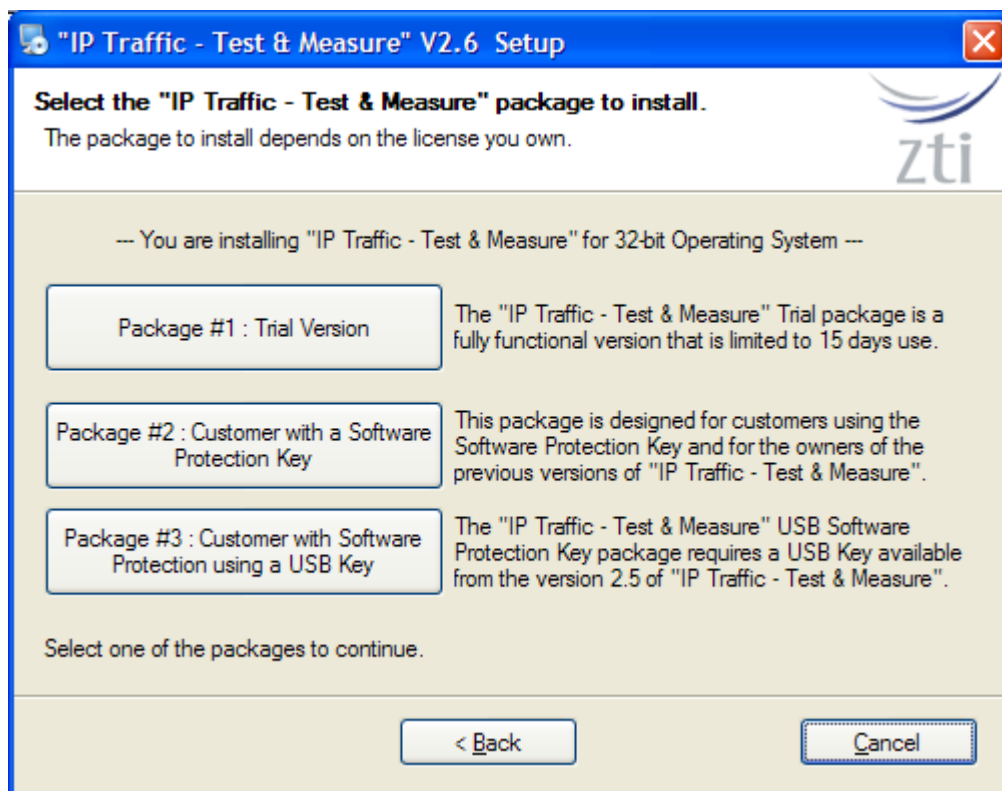 "IP Traffic - Test & Measure" V2.6 Setup
Select the "IP Traffic - Test & Measure" package to install.
The package to install depends on the license you own.
zti
--- You are installing "IP Traffic - Test & Measure" for 32-bit Operating System ---
Package #1 : Trial Version
The "IP Traffic - Test & Measure" Trial package is a
fully functional version that is limited to 15 days use.
Package #2 : Customer with a Software
Protection Key
This package is designed for customers using the
Software Protection Key and for the owners of the
previous versions of "IP Traffic - Test & Measure".
Package #3 : Customer with Software
Protection using a USB Key
The "IP Traffic - Test & Measure" USB Software
Protection Key package requires a USB Key available
from the version 2.5 of "IP Traffic - Test & Measure".
Select one of the packages to continue.
< Back
Cancel